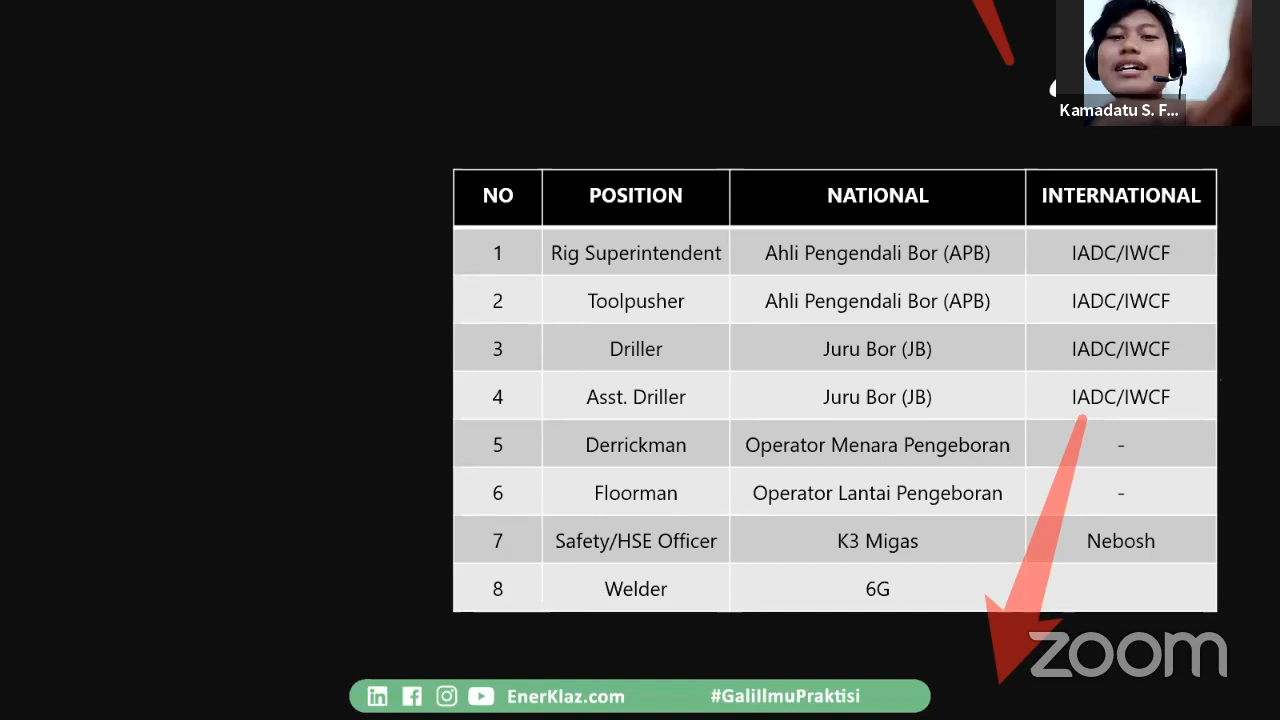 Kamadatu S. F...
NO POSITION NATIONAL INTERNATIONAL
1 Rig Superintendent Ahli Pengendali Bor (APB) IADC/IWCF
2 Toolpusher Ahli Pengendali Bor (APB) IADC/IWCF
3 Driller Juru Bor (JB) IADC/IWCF
4 Asst. Driller Juru Bor (JB) IADC/IWCF
5 Derrickman Operator Menara Pengeboran -
6 Floorman Operator Lantai Pengeboran -
7 Safety/HSE Officer K3 Migas Nebosh
8 Welder 6G
zoom
EnerKlaz.com #GaliIlmuPraktisi